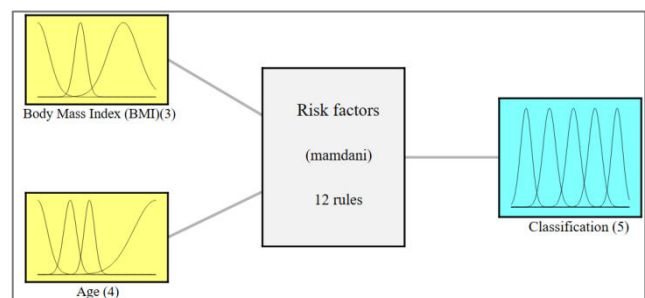 Body Mass Index (BMI)(3)
Risk factors
(mamdani)
12 rules
Classification (5)
Age (4)